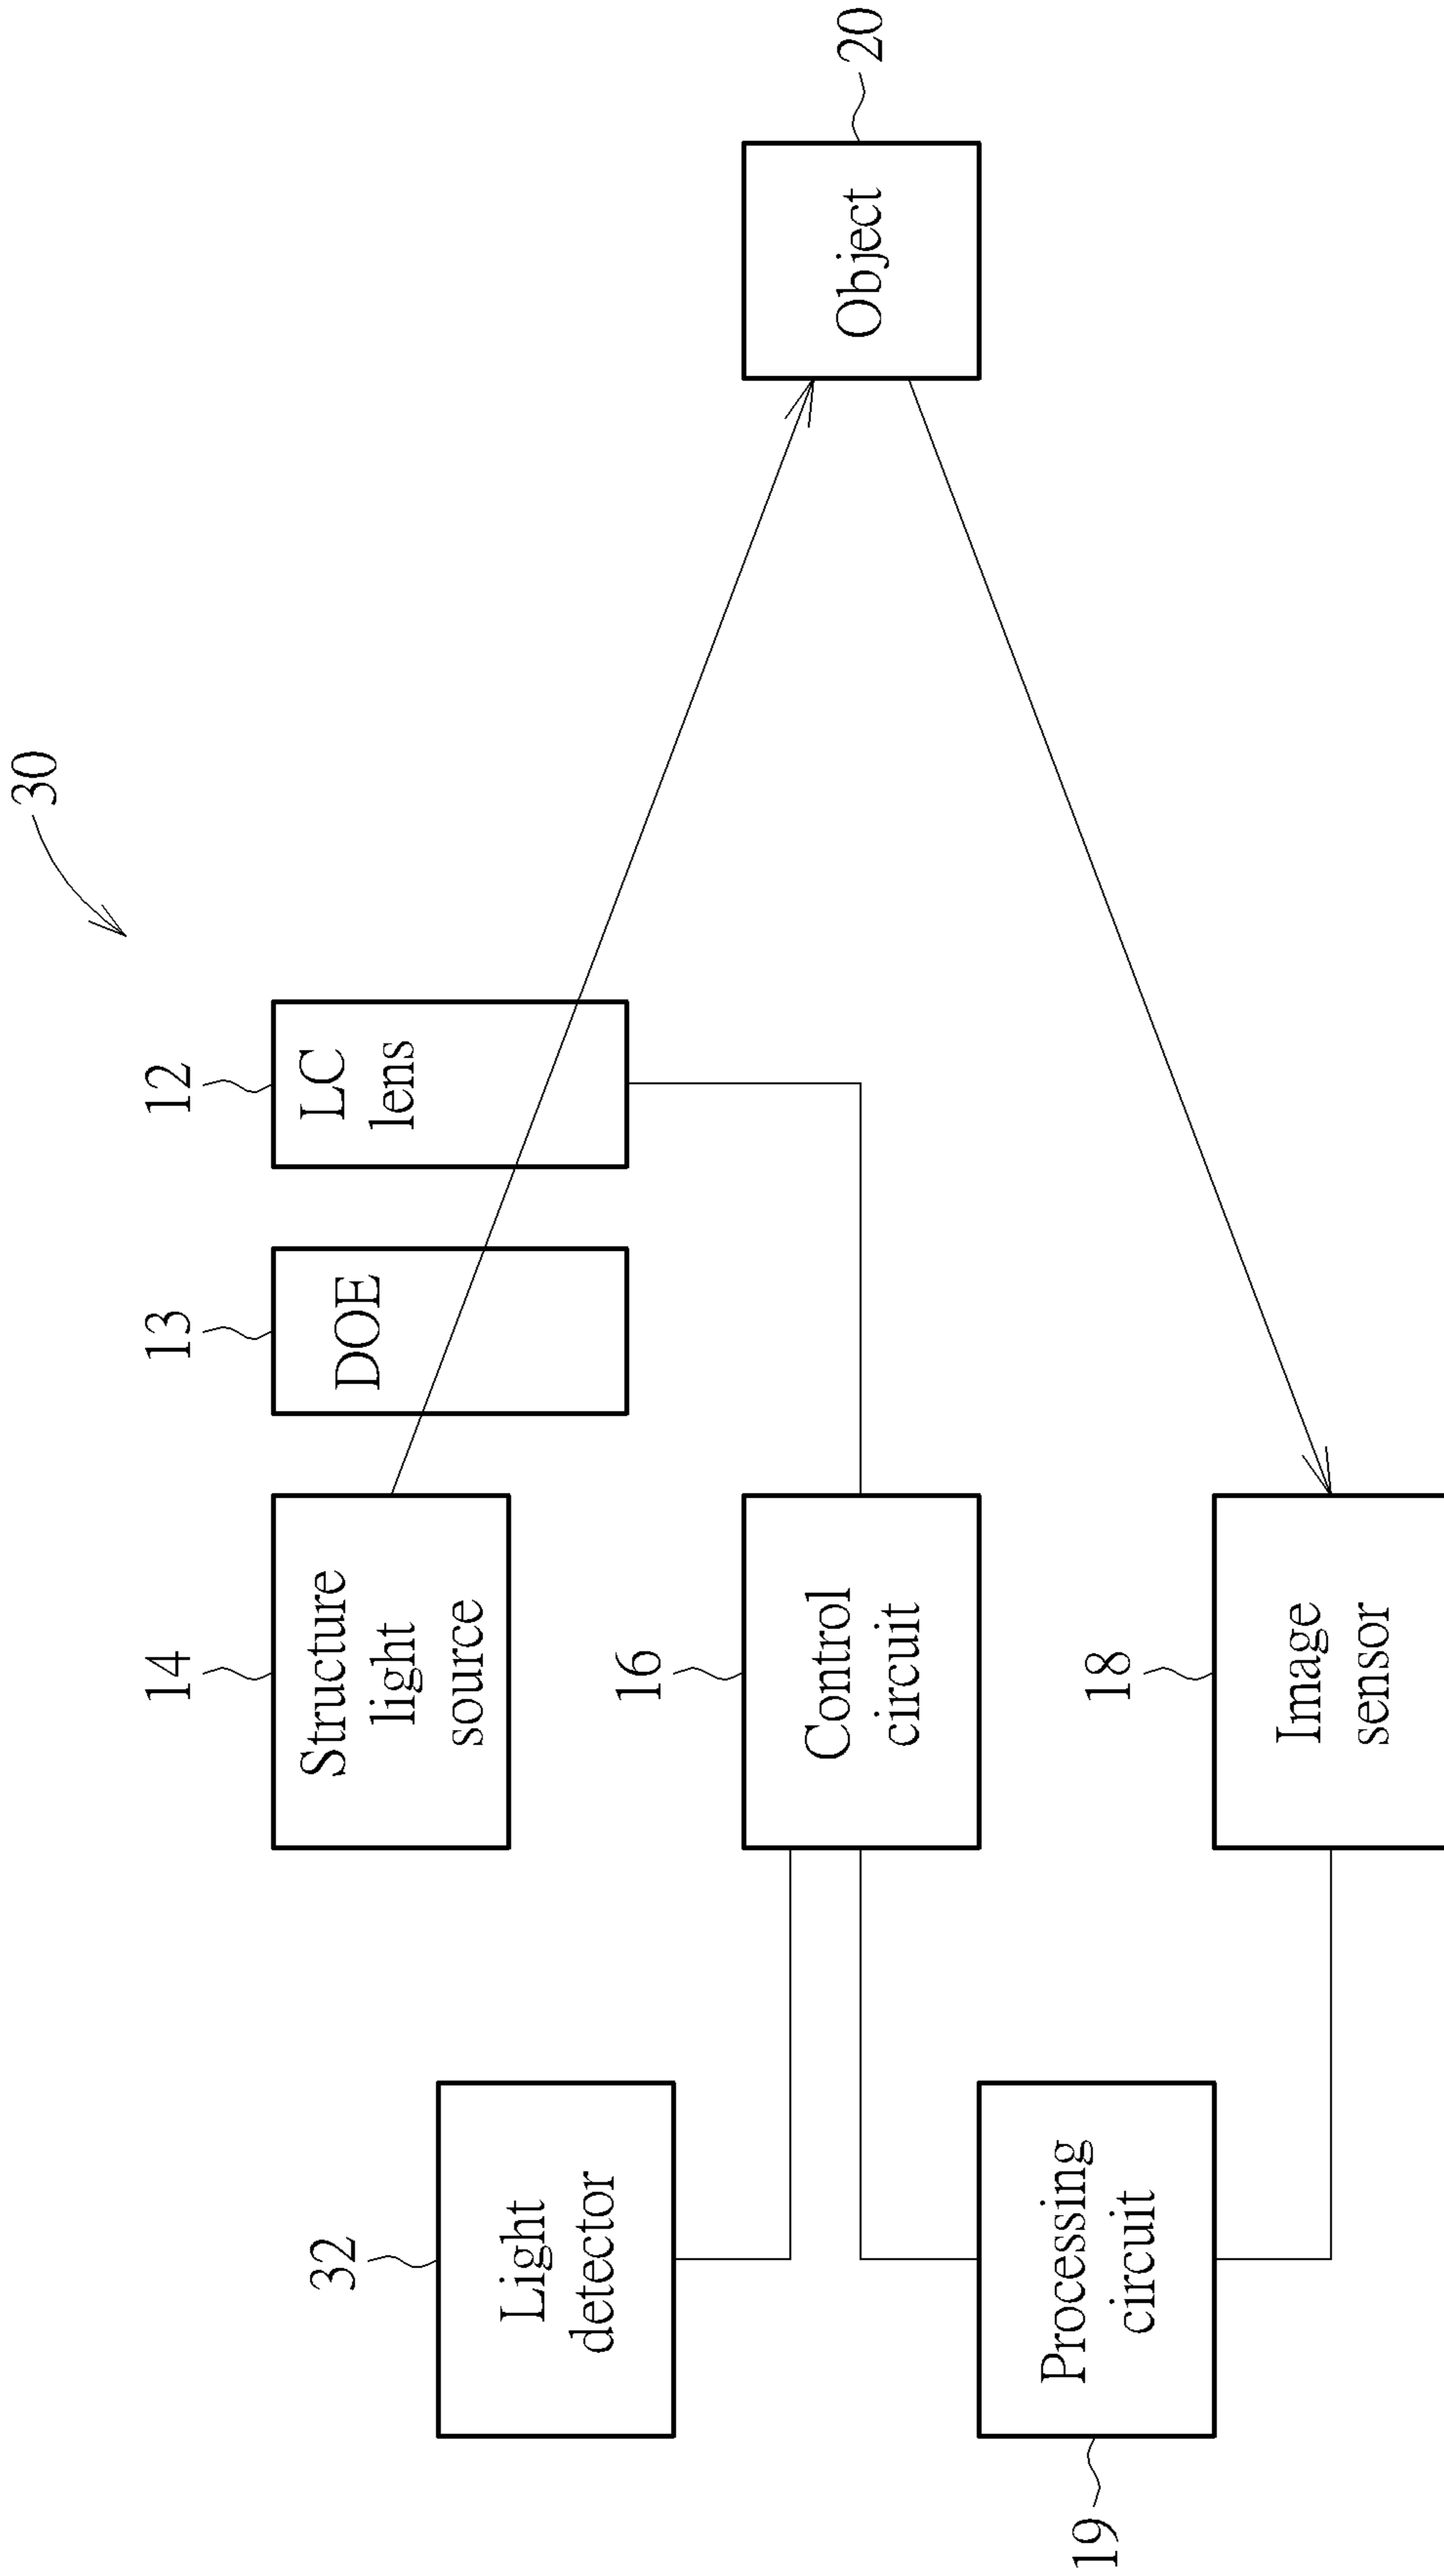 30
14
Structure
light
source
13
DOE
12
LC
lens
32
Light
detector
16
Control
circuit
20
Object
19
Processing
circuit
18
Image
sensor